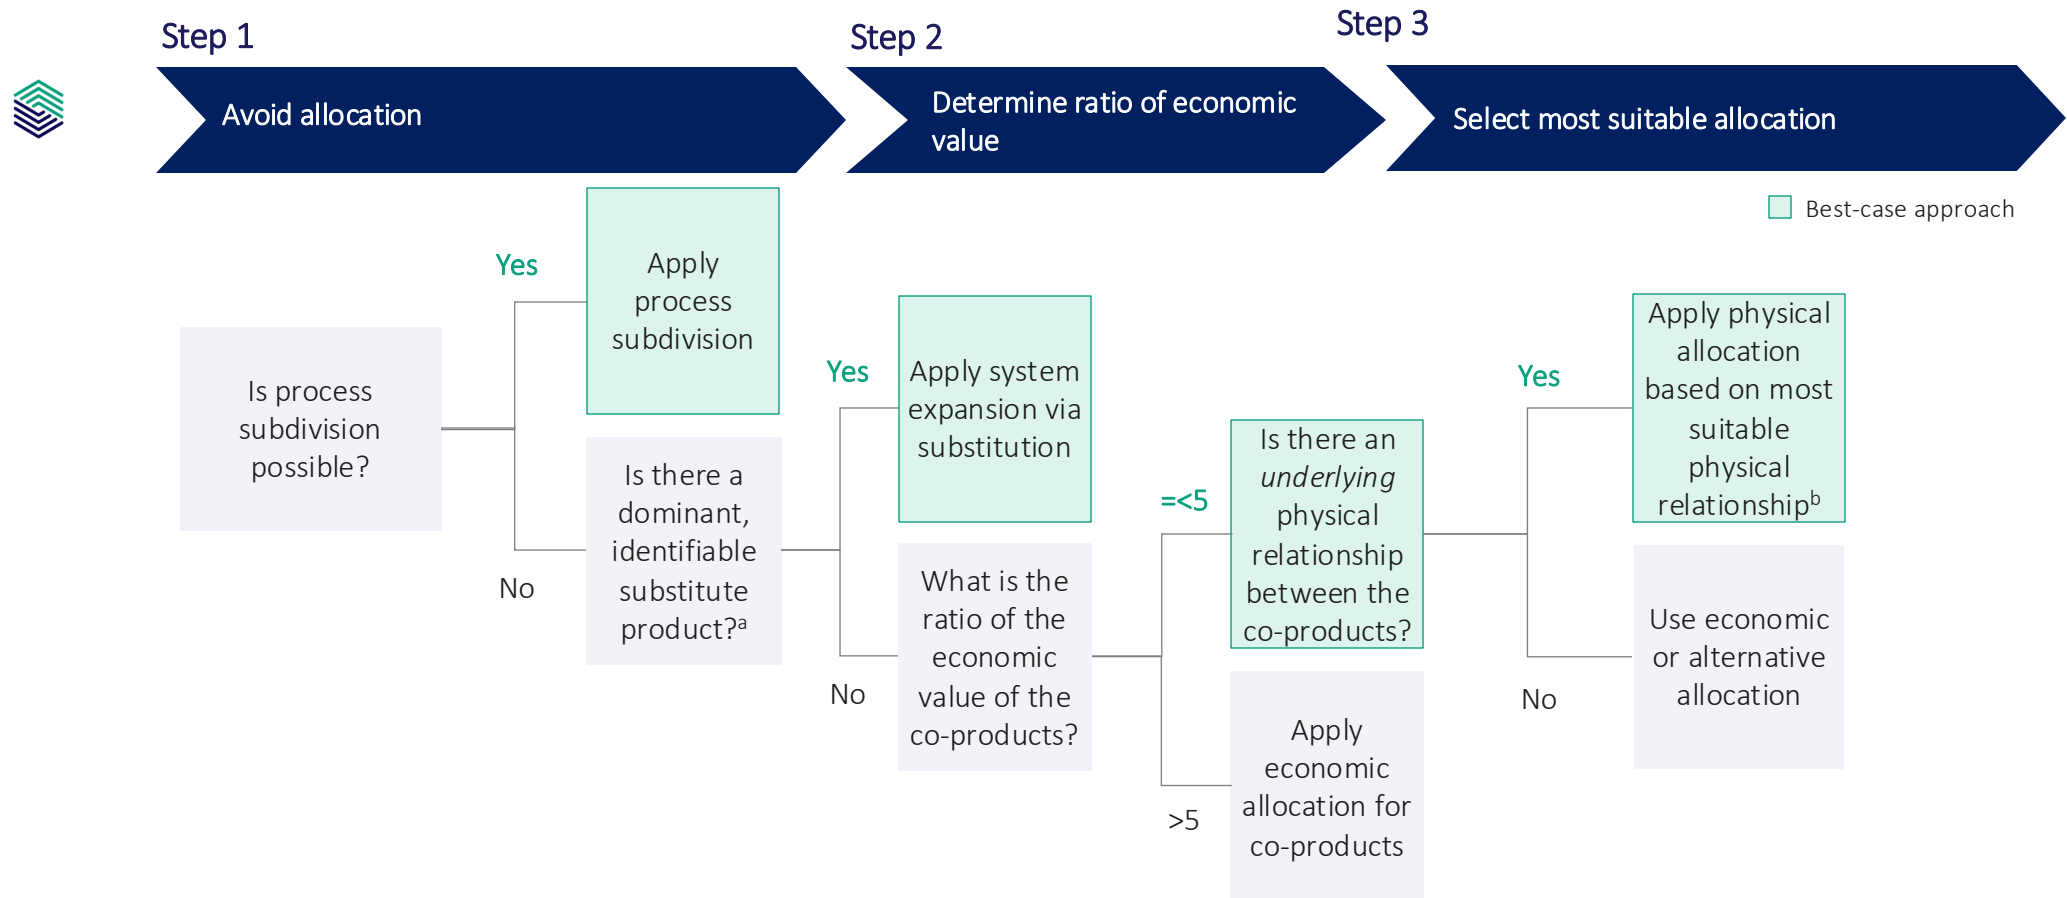 Step 1
Step 2
Step 3
Avoid allocation
Determine ratio of economic
value
Select most suitable allocation
Best-case approach
Is process
subdivision
possible?
Yes
No
Apply
process
subdivision
Is there a
dominant,
identifiable
substitute
product?ᵃ
Yes
No
Apply system
expansion via
substitution
What is the
ratio of the
economic
value of the
co-products?
=<5
>5
Is there an
underlying
physical
relationship
between the
co-products?
Apply
economic
allocation for
co-products
Yes
No
Apply physical
allocation
based on most
suitable
physical
relationshipᵇ
Use economic
or alternative
allocation